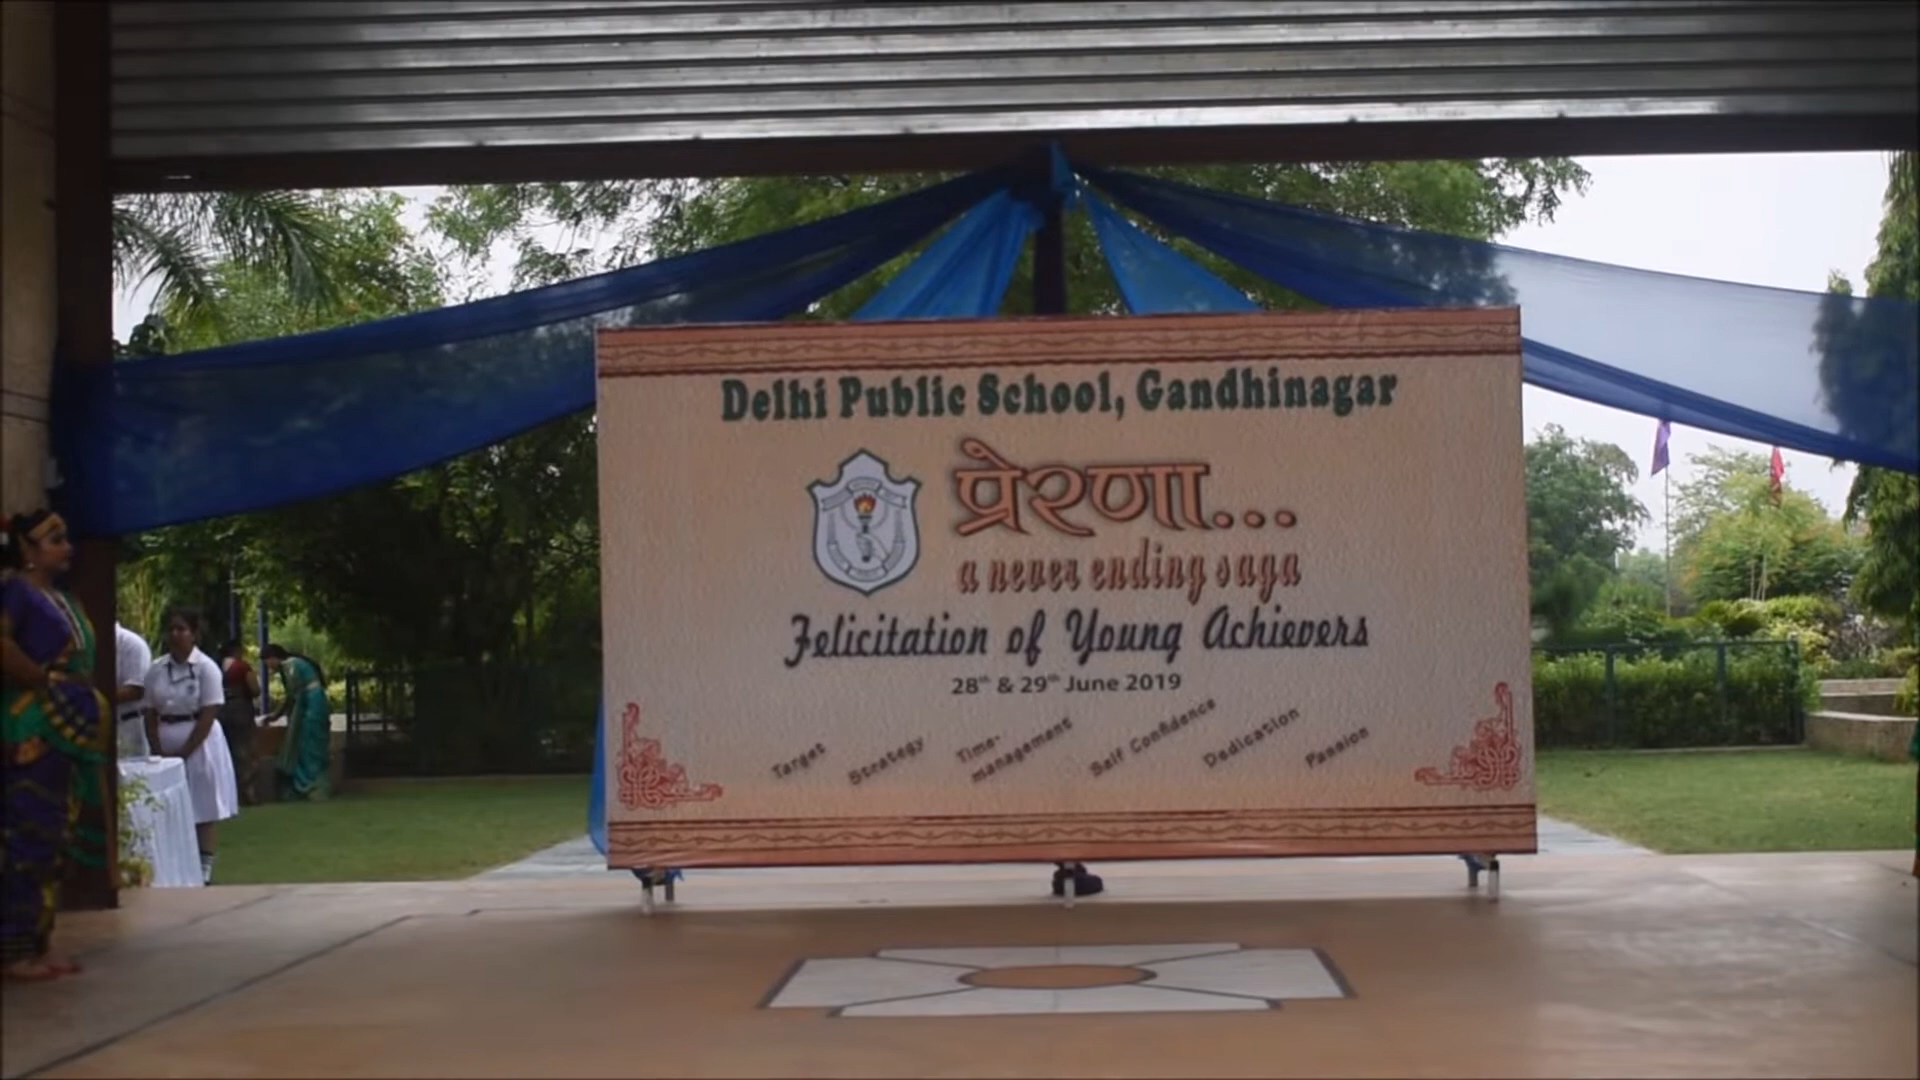 Delhi Public School, Gandhinagar
प्रेरणा...
a never ending saga
Felicitation of Young Achievers
28th & 29th June 2019
Target
Strategy
Time-
management
Self Confidence
Dedication
Passion